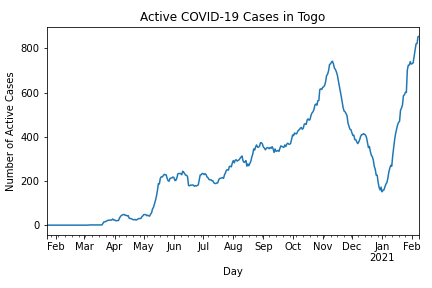 Active COVID-19 Cases in Togo
Number of Active Cases
800
600
400
200
0
Feb Mar Apr May Jun Jul Aug Sep Oct Nov Dec Jan Feb
2021
Day